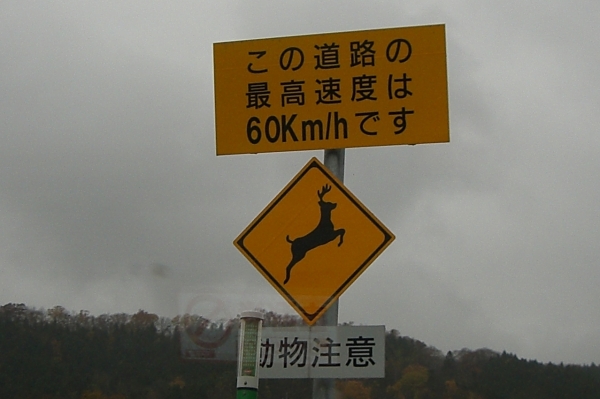 この道路の
最高速度は
60Km/hです
動物注意